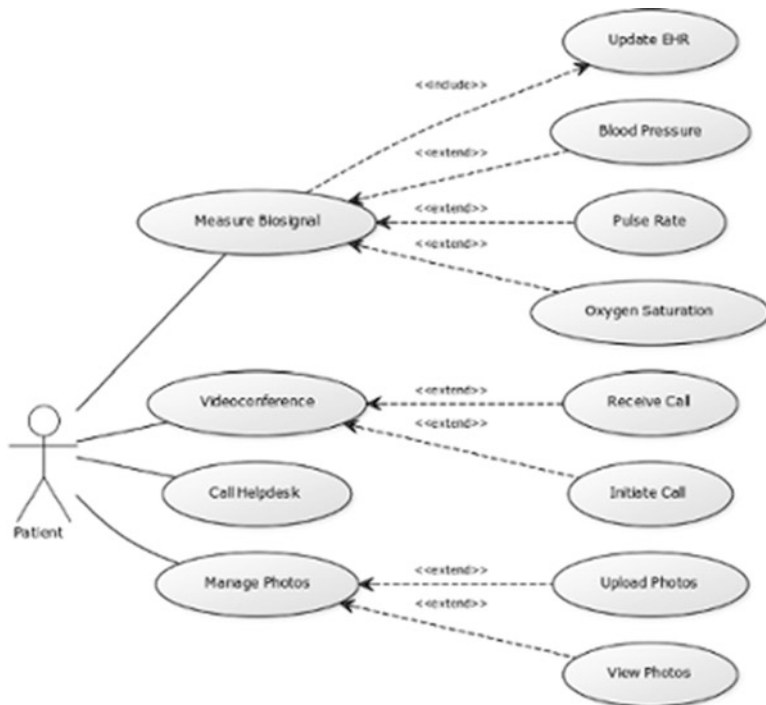 Update EHR
<<include>>
Blood Pressure
<<extend>>
Measure Biosignal
<<extend>>
Pulse Rate
<<extend>>
Oxygen Saturation
Videoconference
<<extend>>
Receive Call
<<extend>>
Call Helpdesk
Initiate Call
Patient
Manage Photos
<<extend>>
Upload Photos
<<extend>>
View Photos